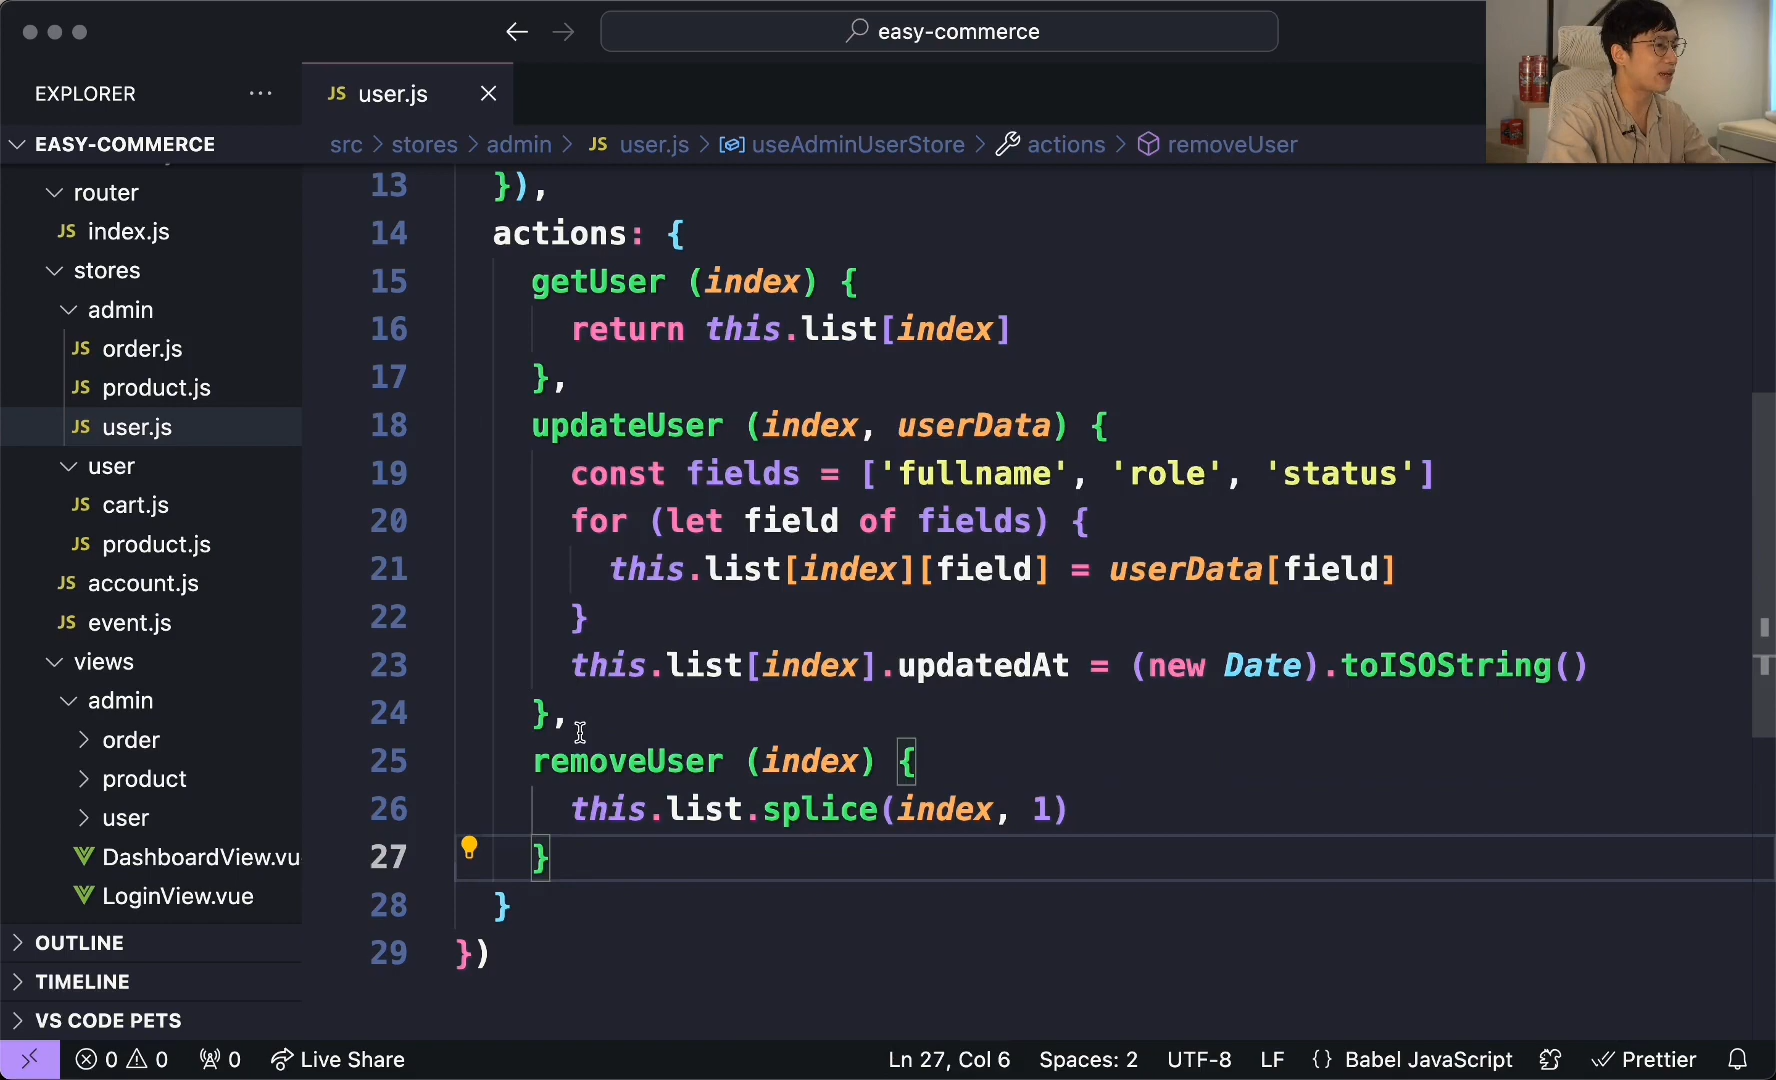 easy-commerce
EXPLORER ...
JS user.js
EASY-COMMERCE
src > stores > admin > JS user.js > useAdminUserStore > actions > removeUser
router
JS index.js
stores
admin
JS order.js
JS product.js
JS user.js
user
JS cart.js
JS product.js
JS account.js
JS event.js
views
admin
order
product
user
DashboardView.vu
LoginView.vue
OUTLINE
TIMELINE
VS CODE PETS
13 }),
14 actions: {
15 getUser (index) {
16 return this.list[index]
17 },
18 updateUser (index, userData) {
19 const fields = ['fullname', 'role', 'status']
20 for (let field of fields) {
21 this.list[index][field] = userData[field]
22 }
23 this.list[index].updatedAt = (new Date).toISOString()
24 },
25 removeUser (index) {
26 this.list.splice(index, 1)
27 }
28 }
29 })
0 0 0 Live Share Ln 27, Col 6 Spaces: 2 UTF-8 LF {} Babel JavaScript Prettier